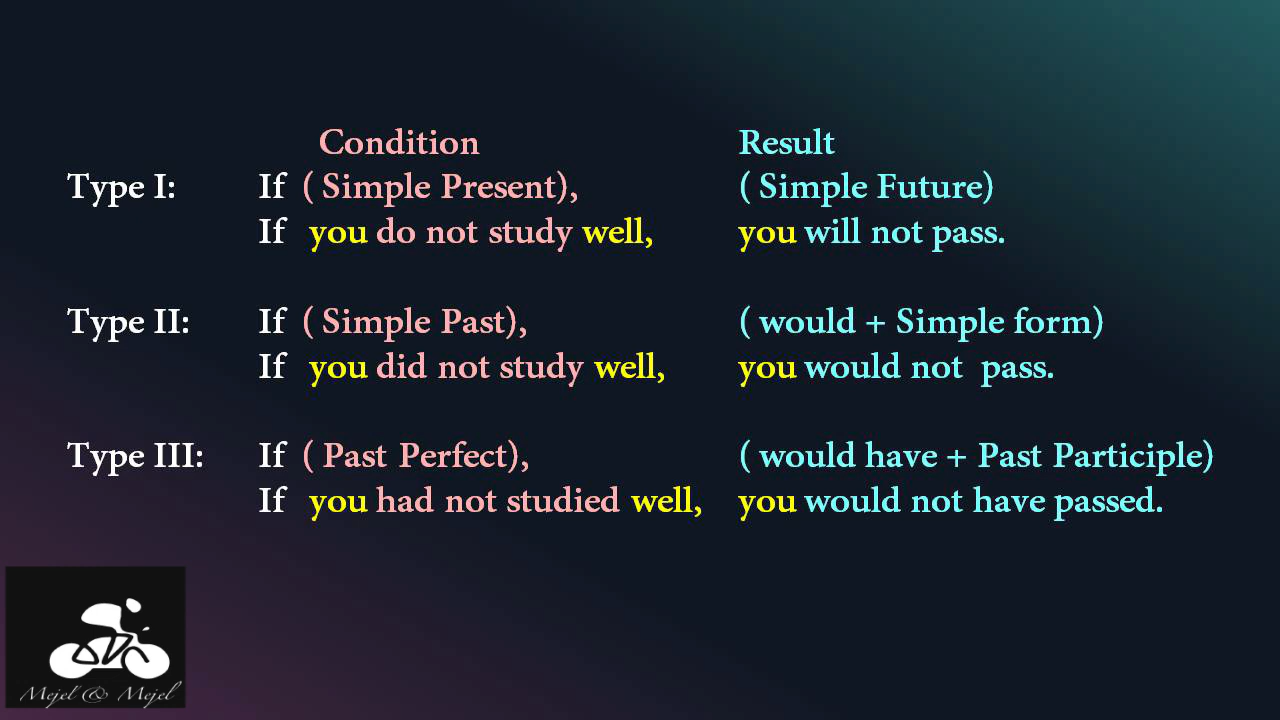 Condition Result
Type I: If ( Simple Present), ( Simple Future)
If you do not study well, you will not pass.
Type II: If ( Simple Past), ( would + Simple form)
If you did not study well, you would not pass.
Type III: If ( Past Perfect), ( would have + Past Participle)
If you had not studied well, you would not have passed.
Mejel & Mejel